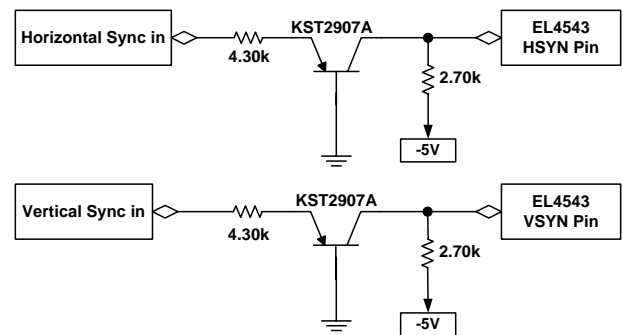 Horizontal Sync in
4.30k
KST2907A
EL4543
HSYN Pin
2.70k
-5V
Vertical Sync in
4.30k
KST2907A
EL4543
VSYN Pin
2.70k
-5V